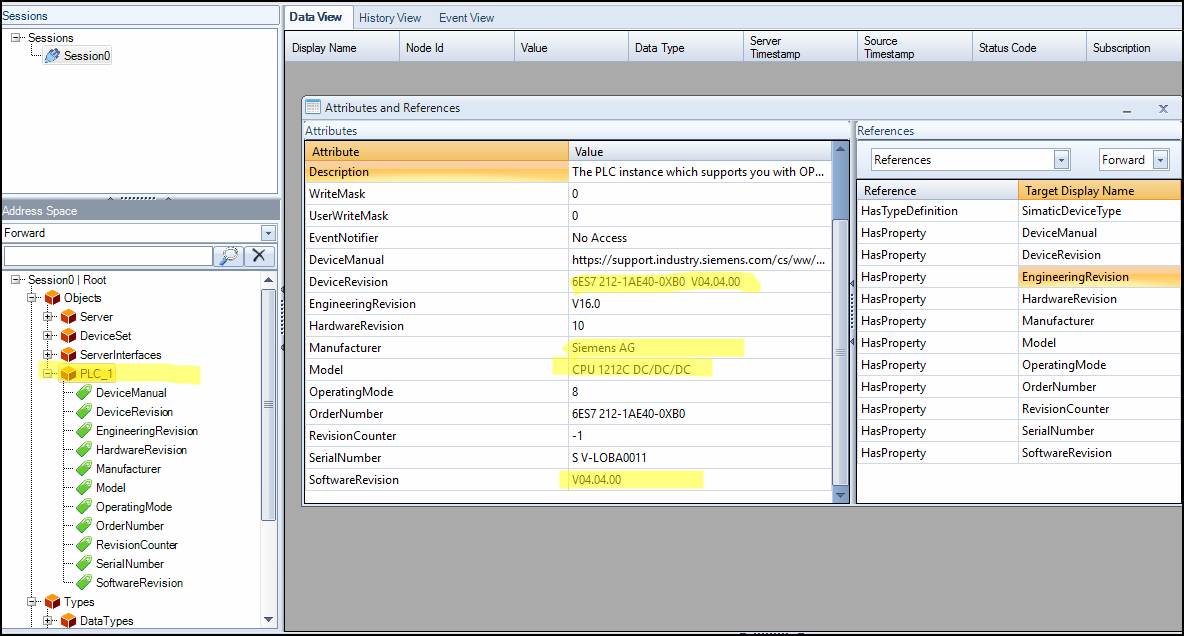 Sessions
Sessions
Session0
Address Space
Forward
Session0 | Root
Objects
Server
DeviceSet
ServerInterfaces
PLC_1
DeviceManual
DeviceRevision
EngineeringRevision
HardwareRevision
Manufacturer
Model
OperatingMode
OrderNumber
RevisionCounter
SerialNumber
SoftwareRevision
Types
DataTypes
Data View History View Event View
Display Name Node Id Value Data Type Server Timestamp Source Timestamp Status Code Subscription
Attributes and References
Attributes
Attribute Value
Description The PLC instance which supports you with OP...
WriteMask 0
UserWriteMask 0
EventNotifier No Access
DeviceManual https://support.industry.siemens.com/cs/ww/...
DeviceRevision 6ES7 212-1AE40-0XB0 V04.04.00
EngineeringRevision V16.0
HardwareRevision 10
Manufacturer Siemens AG
Model CPU 1212C DC/DC/DC
OperatingMode 8
OrderNumber 6ES7 212-1AE40-0XB0
RevisionCounter -1
SerialNumber S V-LOBA0011
SoftwareRevision V04.04.00
References
References Forward
Reference Target Display Name
HasTypeDefinition SimaticDeviceType
HasProperty DeviceManual
HasProperty DeviceRevision
HasProperty EngineeringRevision
HasProperty HardwareRevision
HasProperty Manufacturer
HasProperty Model
HasProperty OperatingMode
HasProperty OrderNumber
HasProperty RevisionCounter
HasProperty SerialNumber
HasProperty SoftwareRevision